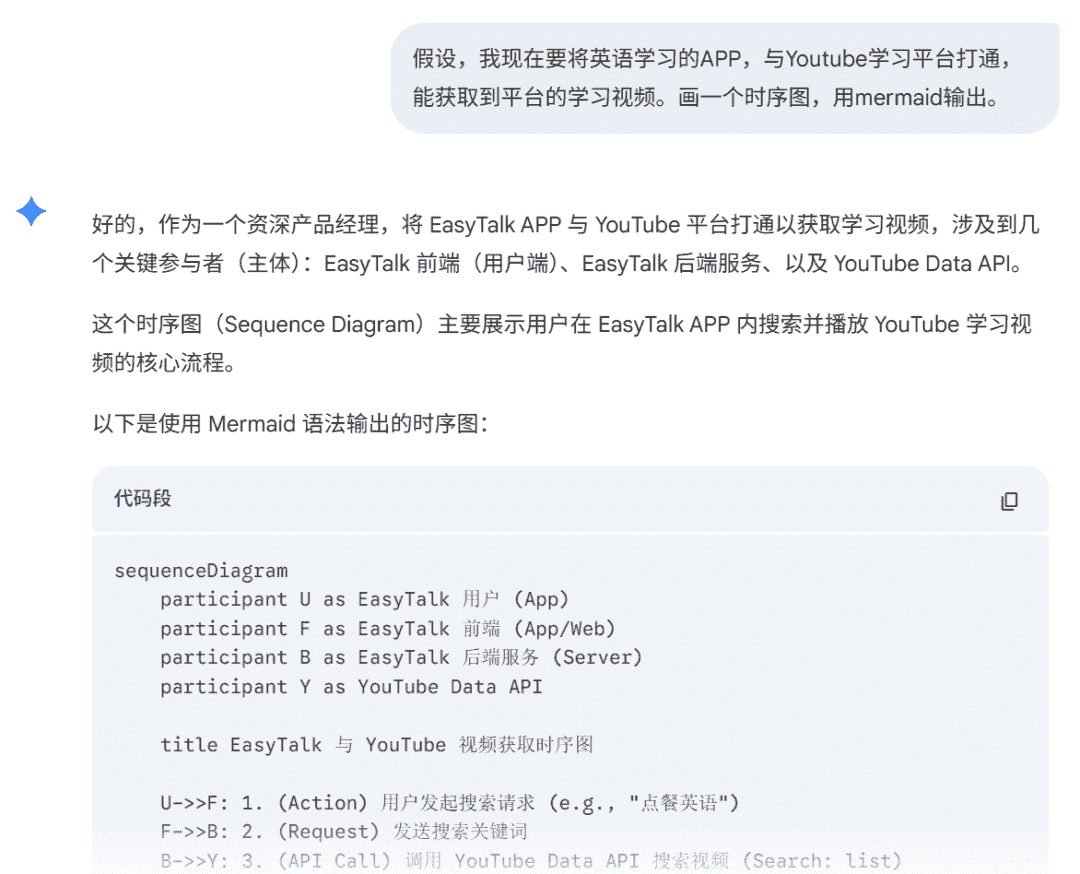 假设，我现在要将英语学习的APP，与Youtube学习平台打通，
能获取到平台的学习视频。画一个时序图，用mermaid输出。
好的，作为一个资深产品经理，将 EasyTalk APP 与 YouTube 平台打通以获取学习视频，涉及到几
个关键参与者（主体）：EasyTalk 前端（用户端）、EasyTalk 后端服务、以及 YouTube Data API。
这个时序图（Sequence Diagram）主要展示用户在 EasyTalk APP 内搜索并播放 YouTube 学习视
频的核心流程。
以下是使用 Mermaid 语法输出的时序图：
代码段
sequenceDiagram
    participant U as EasyTalk 用户 (App)
    participant F as EasyTalk 前端 (App/Web)
    participant B as EasyTalk 后端服务 (Server)
    participant Y as YouTube Data API
    title EasyTalk 与 YouTube 视频获取时序图
    U->>F: 1. (Action) 用户发起搜索请求 (e.g., "点餐英语")
    F->>B: 2. (Request) 发送搜索关键词
    B->>Y: 3. (API Call) 调用 YouTube Data API 搜索视频 (Search: list)